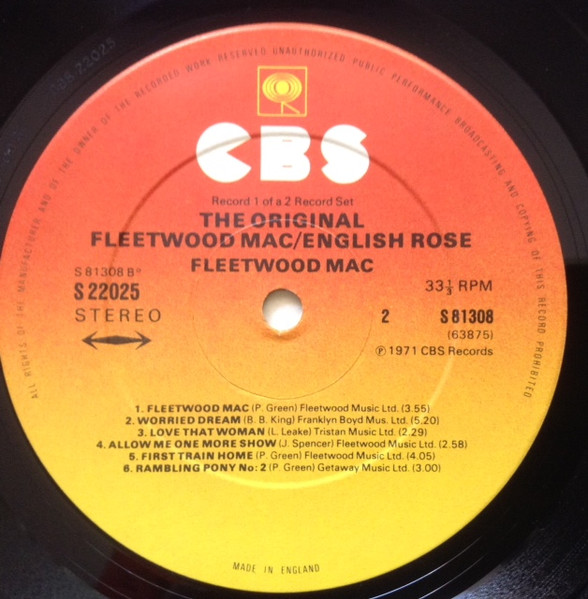 ALL RIGHTS OF THE MANUFACTURER AND OF THE OWNER OF THE RECORDED WORK RESERVED UNAUTHORIZED PUBLIC PERFORMANCE BROADCASTING AND COPYING OF THIS RECORD PROHIBITED
CBS
Record 1 of a 2 Record Set
THE ORIGINAL
FLEETWOOD MAC/ENGLISH ROSE
FLEETWOOD MAC
S 81308 B°
S 22025
STEREO
33⅓ RPM
2 S 81308
(63875)
℗ 1971 CBS Records
1. FLEETWOOD MAC (P. Green) Fleetwood Music Ltd. (3.55)
2. WORRIED DREAM (B. B. King) Franklyn Boyd Mus. Ltd. (5.20)
3. LOVE THAT WOMAN (L. Leake) Tristan Music Ltd. (2.29)
4. ALLOW ME ONE MORE SHOW (J. Spencer) Fleetwood Music Ltd. (2.58)
5. FIRST TRAIN HOME (P. Green) Fleetwood Music Ltd. (4.05)
6. RAMBLING PONY No: 2 (P. Green) Getaway Music Ltd. (3.00)
MADE IN ENGLAND